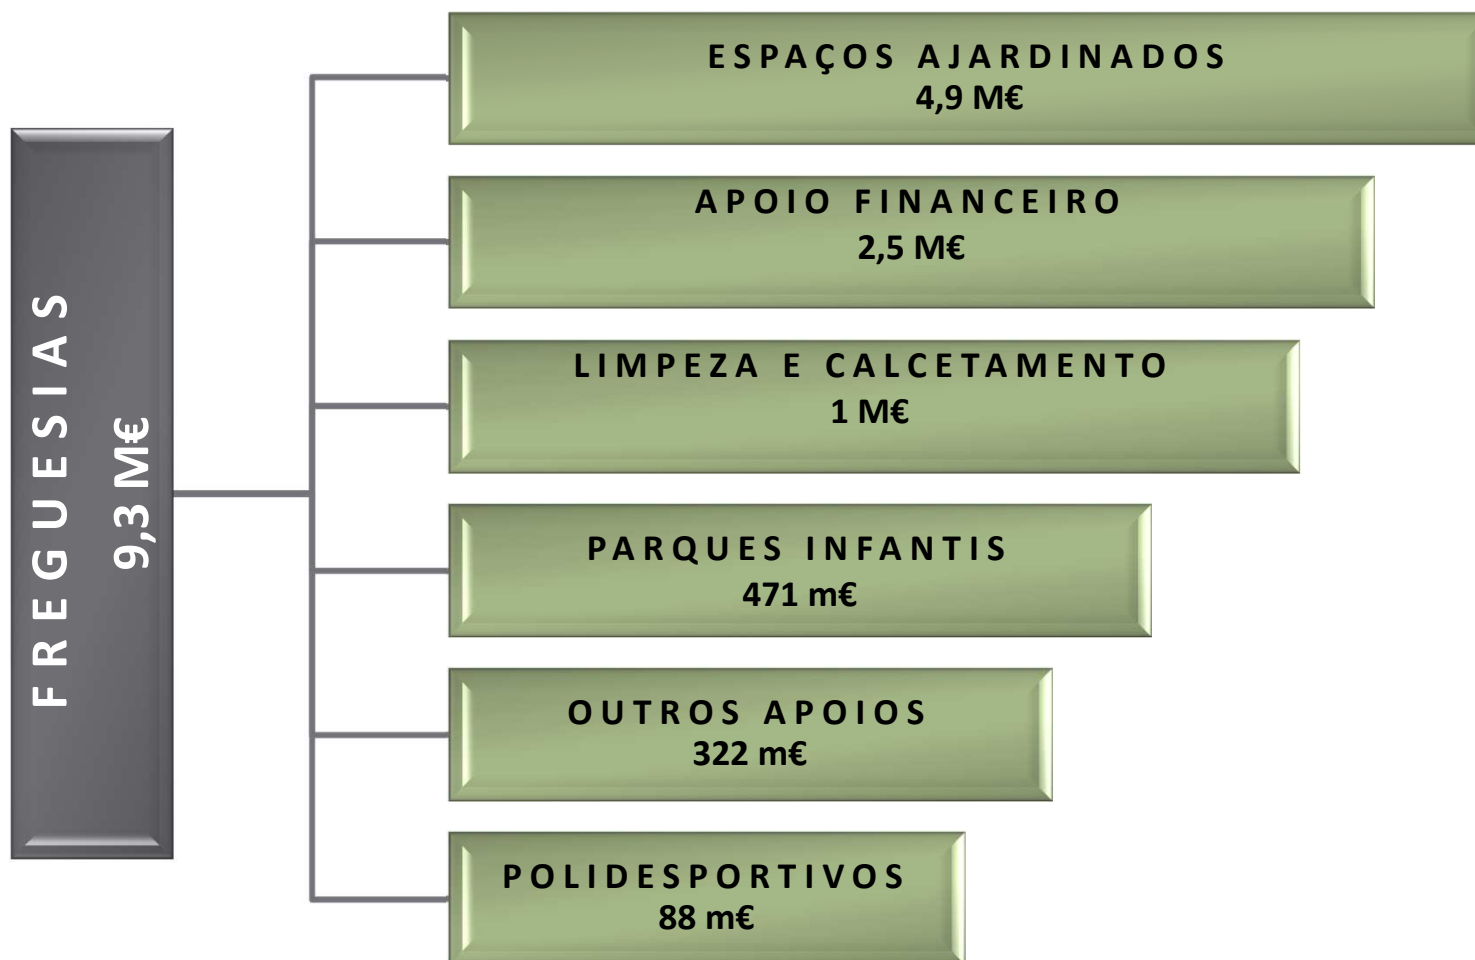 FREGUESIAS
9,3 M€
ESPAÇOS AJARDINADOS
4,9 M€
APOIO FINANCEIRO
2,5 M€
LIMPEZA E CALCETAMENTO
1 M€
PARQUES INFANTIS
471 m€
OUTROS APOIOS
322 m€
POLIDESPORTIVOS
88 m€